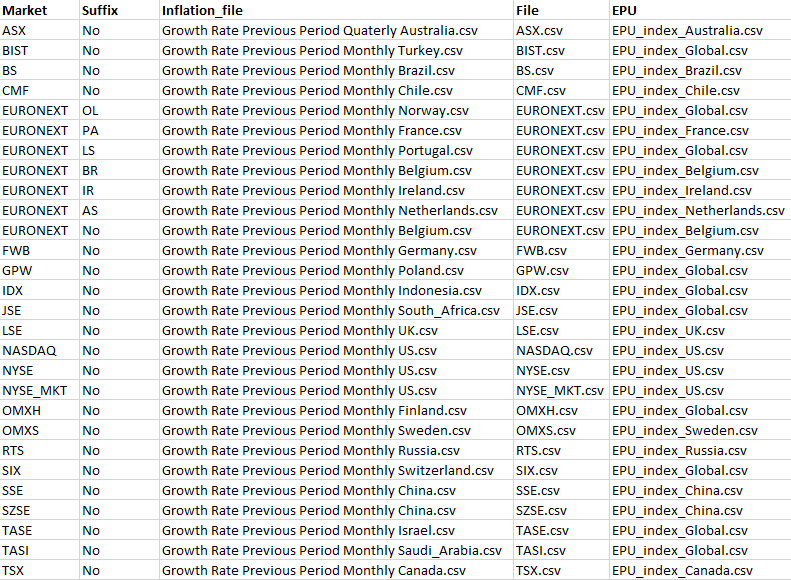 Market Suffix Inflation_file File EPU
ASX No Growth Rate Previous Period Quaterly Australia.csv ASX.csv EPU_index_Australia.csv
BIST No Growth Rate Previous Period Monthly Turkey.csv BIST.csv EPU_index_Global.csv
BS No Growth Rate Previous Period Monthly Brazil.csv BS.csv EPU_index_Brazil.csv
CMF No Growth Rate Previous Period Monthly Chile.csv CMF.csv EPU_index_Chile.csv
EURONEXT OL Growth Rate Previous Period Monthly Norway.csv EURONEXT.csv EPU_index_Global.csv
EURONEXT PA Growth Rate Previous Period Monthly France.csv EURONEXT.csv EPU_index_France.csv
EURONEXT LS Growth Rate Previous Period Monthly Portugal.csv EURONEXT.csv EPU_index_Global.csv
EURONEXT BR Growth Rate Previous Period Monthly Belgium.csv EURONEXT.csv EPU_index_Belgium.csv
EURONEXT IR Growth Rate Previous Period Monthly Ireland.csv EURONEXT.csv EPU_index_Ireland.csv
EURONEXT AS Growth Rate Previous Period Monthly Netherlands.csv EURONEXT.csv EPU_index_Netherlands.csv
EURONEXT No Growth Rate Previous Period Monthly Belgium.csv EURONEXT.csv EPU_index_Belgium.csv
FWB No Growth Rate Previous Period Monthly Germany.csv FWB.csv EPU_index_Germany.csv
GPW No Growth Rate Previous Period Monthly Poland.csv GPW.csv EPU_index_Global.csv
IDX No Growth Rate Previous Period Monthly Indonesia.csv IDX.csv EPU_index_Global.csv
JSE No Growth Rate Previous Period Monthly South_Africa.csv JSE.csv EPU_index_Global.csv
LSE No Growth Rate Previous Period Monthly UK.csv LSE.csv EPU_index_UK.csv
NASDAQ No Growth Rate Previous Period Monthly US.csv NASDAQ.csv EPU_index_US.csv
NYSE No Growth Rate Previous Period Monthly US.csv NYSE.csv EPU_index_US.csv
NYSE_MKT No Growth Rate Previous Period Monthly US.csv NYSE_MKT.csv EPU_index_US.csv
OMXH No Growth Rate Previous Period Monthly Finland.csv OMXH.csv EPU_index_Global.csv
OMXS No Growth Rate Previous Period Monthly Sweden.csv OMXS.csv EPU_index_Sweden.csv
RTS No Growth Rate Previous Period Monthly Russia.csv RTS.csv EPU_index_Russia.csv
SIX No Growth Rate Previous Period Monthly Switzerland.csv SIX.csv EPU_index_Global.csv
SSE No Growth Rate Previous Period Monthly China.csv SSE.csv EPU_index_China.csv
SZSE No Growth Rate Previous Period Monthly China.csv SZSE.csv EPU_index_China.csv
TASE No Growth Rate Previous Period Monthly Israel.csv TASE.csv EPU_index_Global.csv
TASI No Growth Rate Previous Period Monthly Saudi_Arabia.csv TASI.csv EPU_index_Global.csv
TSX No Growth Rate Previous Period Monthly Canada.csv TSX.csv EPU_index_Canada.csv